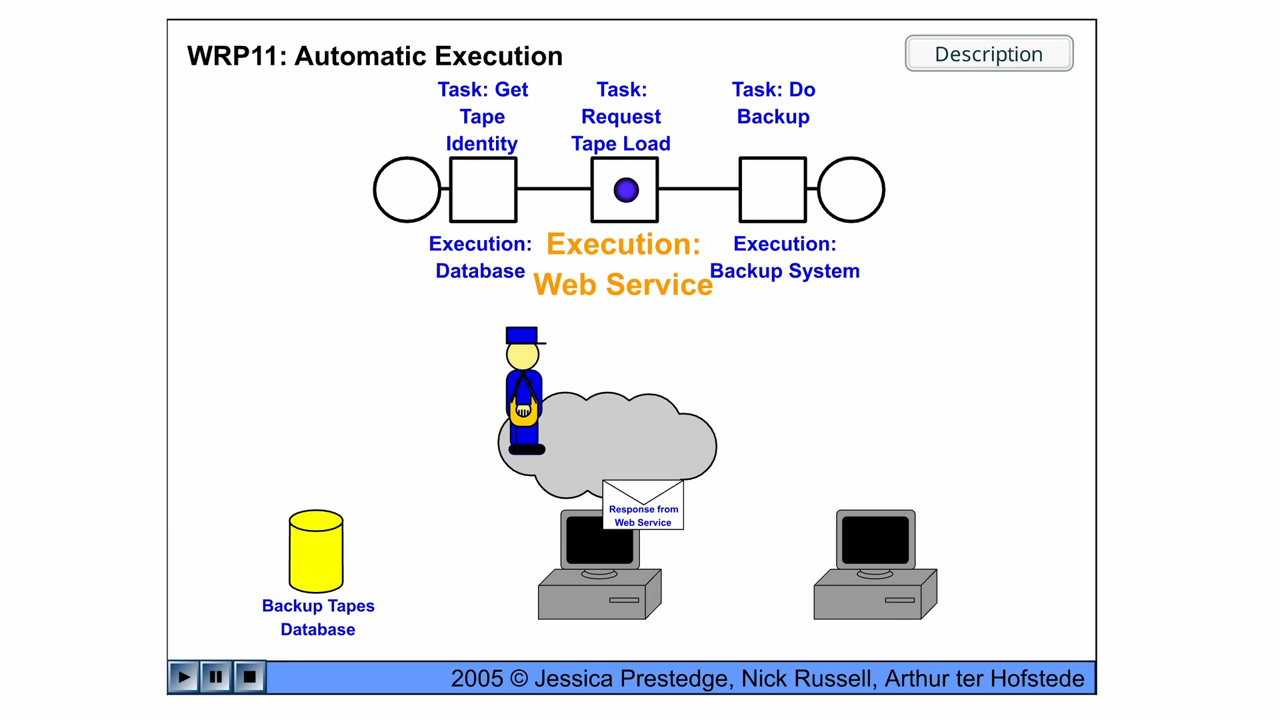 WRP11: Automatic Execution
Description
Task: Get
Tape
Identity
Task:
Request
Tape Load
Task: Do
Backup
Execution:
Database
Execution:
Web Service
Execution:
Backup System
Response from
Web Service
Backup Tapes
Database
2005 © Jessica Prestedge, Nick Russell, Arthur ter Hofstede